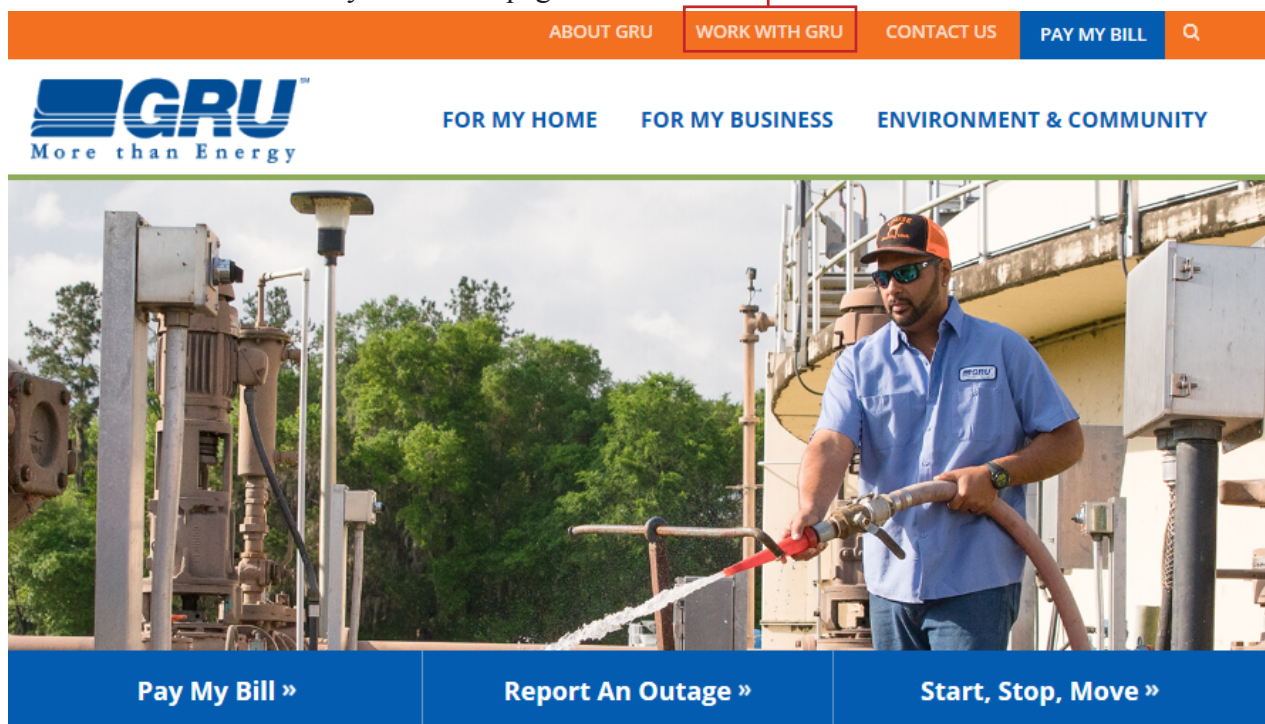 ABOUT GRU WORK WITH GRU CONTACT US PAY MY BILL
GRU℠
More than Energy
FOR MY HOME FOR MY BUSINESS ENVIRONMENT & COMMUNITY
GRU
Pay My Bill » Report An Outage » Start, Stop, Move »